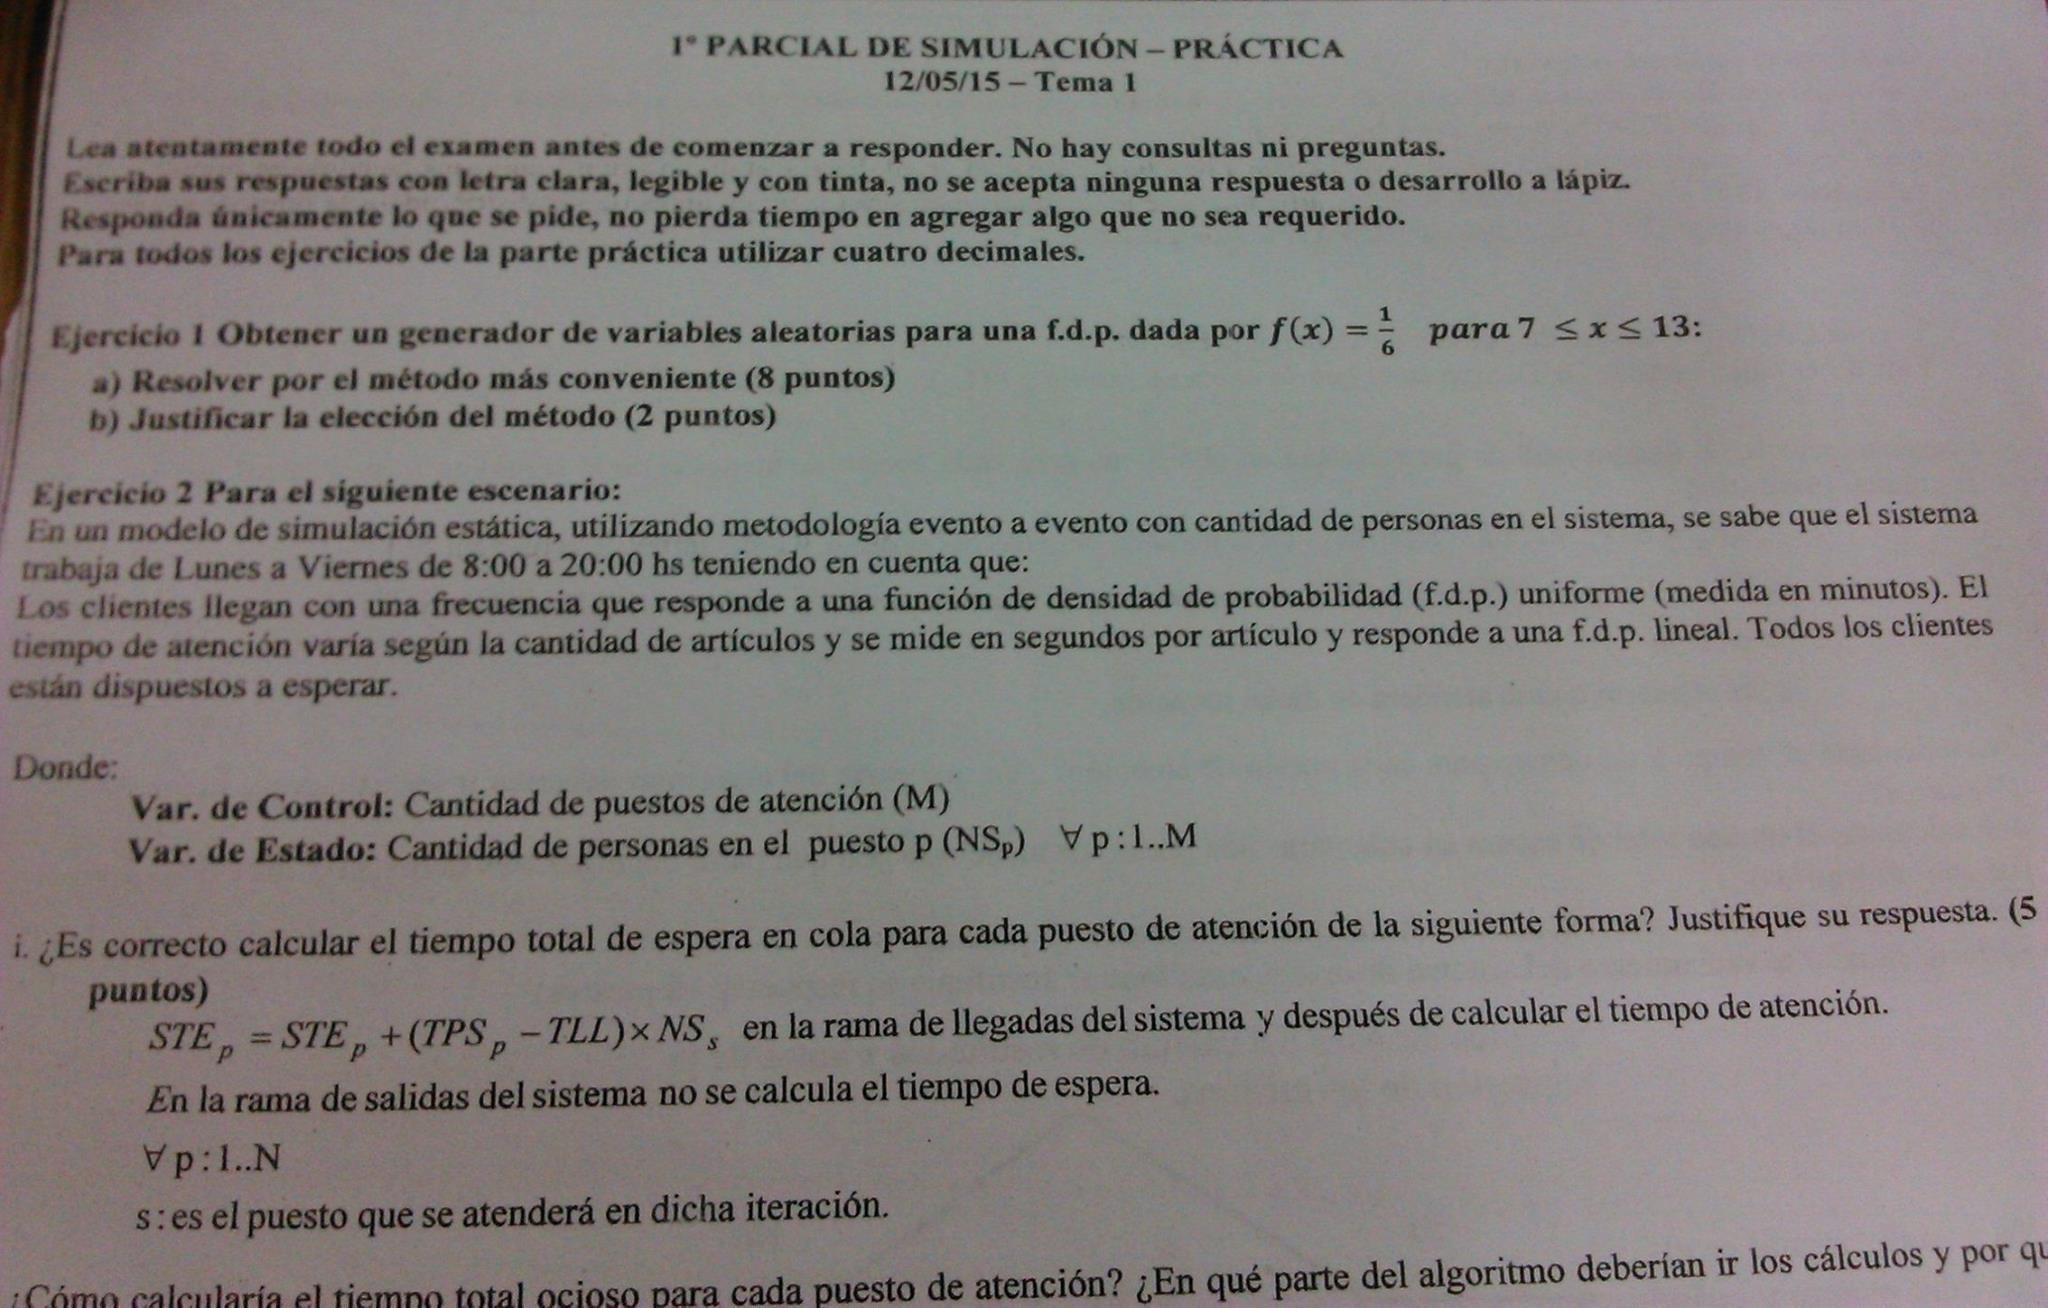 1° PARCIAL DE SIMULACIÓN – PRÁCTICA
12/05/15 – Tema 1
Lea atentamente todo el examen antes de comenzar a responder. No hay consultas ni preguntas.
Escriba sus respuestas con letra clara, legible y con tinta, no se acepta ninguna respuesta o desarrollo a lápiz.
Responda únicamente lo que se pide, no pierda tiempo en agregar algo que no sea requerido.
Para todos los ejercicios de la parte práctica utilizar cuatro decimales.
Ejercicio 1 Obtener un generador de variables aleatorias para una f.d.p. dada por f(x) = 1/6 para 7 ≤ x ≤ 13:
a) Resolver por el método más conveniente (8 puntos)
b) Justificar la elección del método (2 puntos)
Ejercicio 2 Para el siguiente escenario:
En un modelo de simulación estática, utilizando metodología evento a evento con cantidad de personas en el sistema, se sabe que el sistema
trabaja de Lunes a Viernes de 8:00 a 20:00 hs teniendo en cuenta que:
Los clientes llegan con una frecuencia que responde a una función de densidad de probabilidad (f.d.p.) uniforme (medida en minutos). El
tiempo de atención varía según la cantidad de artículos y se mide en segundos por artículo y responde a una f.d.p. lineal. Todos los clientes
están dispuestos a esperar.
Donde:
Var. de Control: Cantidad de puestos de atención (M)
Var. de Estado: Cantidad de personas en el puesto p (NSp) ∀ p : 1..M
i. ¿Es correcto calcular el tiempo total de espera en cola para cada puesto de atención de la siguiente forma? Justifique su respuesta. (5
puntos)
STEp = STEp + (TPSp – TLL) × NSs en la rama de llegadas del sistema y después de calcular el tiempo de atención.
En la rama de salidas del sistema no se calcula el tiempo de espera.
∀ p : 1..N
s : es el puesto que se atenderá en dicha iteración.
¿Cómo calcularía el tiempo total ocioso para cada puesto de atención? ¿En qué parte del algoritmo deberían ir los cálculos y por qu